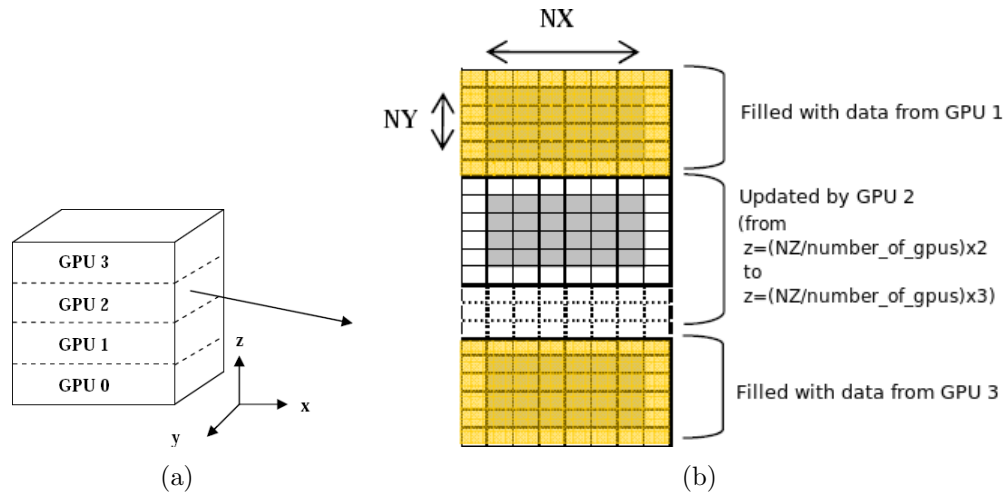 GPU 3
GPU 2
GPU 1
GPU 0
z
x
y
(a)
NX
NY
Filled with data from GPU 1
Updated by GPU 2
(from
z=(NZ/number_of_gpus)x2
to
z=(NZ/number_of_gpus)x3)
Filled with data from GPU 3
(b)